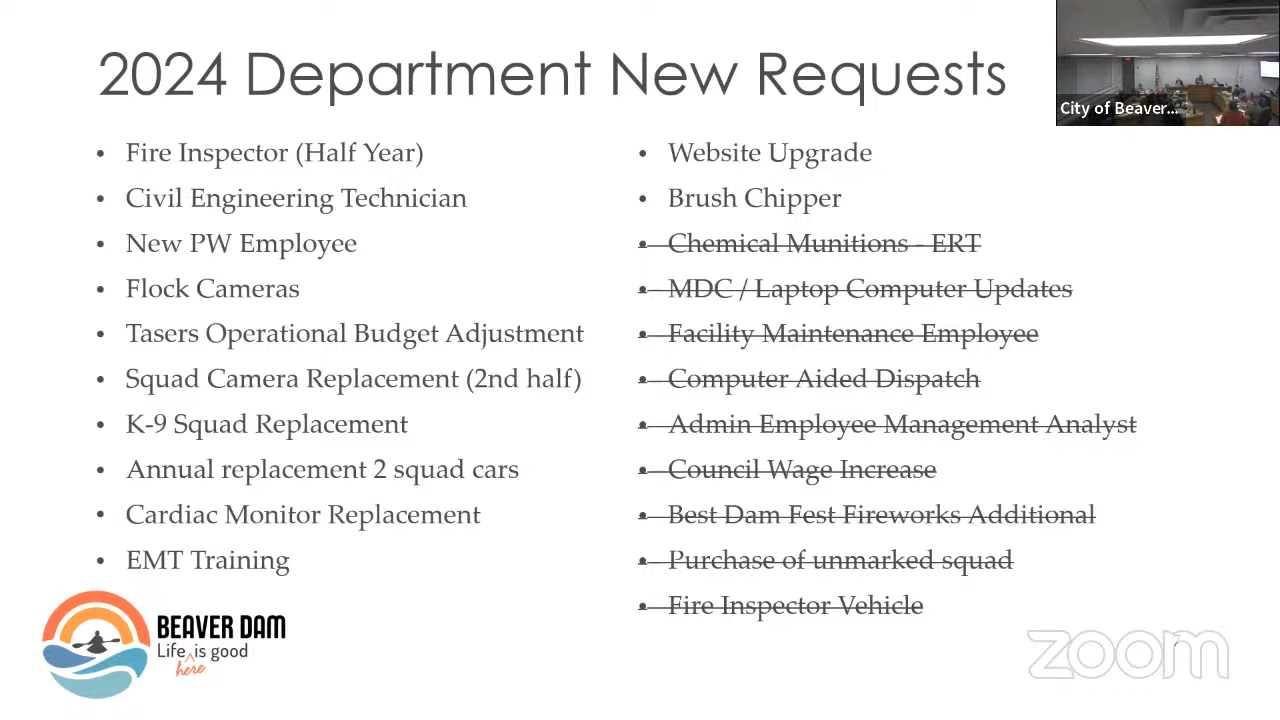 2024 Department New Requests
City of Beaver...
• Fire Inspector (Half Year)
• Civil Engineering Technician
• New PW Employee
• Flock Cameras
• Tasers Operational Budget Adjustment
• Squad Camera Replacement (2nd half)
• K-9 Squad Replacement
• Annual replacement 2 squad cars
• Cardiac Monitor Replacement
• EMT Training
• Website Upgrade
• Brush Chipper
• Chemical Munitions - ERT
• MDC / Laptop Computer Updates
• Facility Maintenance Employee
• Computer Aided Dispatch
• Admin Employee Management Analyst
• Council Wage Increase
• Best Dam Fest Fireworks Additional
• Purchase of unmarked squad
• Fire Inspector Vehicle
BEAVER DAM
Life is good
here
7
zoom